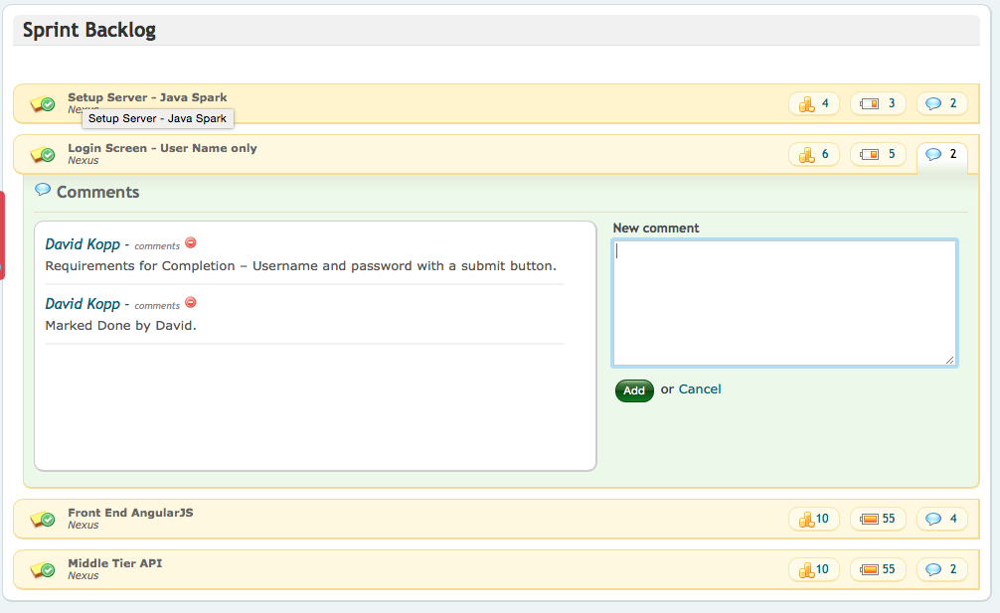 Sprint Backlog
Setup Server - Java Spark
4 3 2
Nexus
Setup Server - Java Spark
Login Screen - User Name only
6 5 2
Nexus
Comments
David Kopp - comments
Requirements for Completion – Username and password with a submit button.
David Kopp - comments
Marked Done by David.
New comment
Add or Cancel
Front End AngularJS
10 55 4
Nexus
Middle Tier API
10 55 2
Nexus